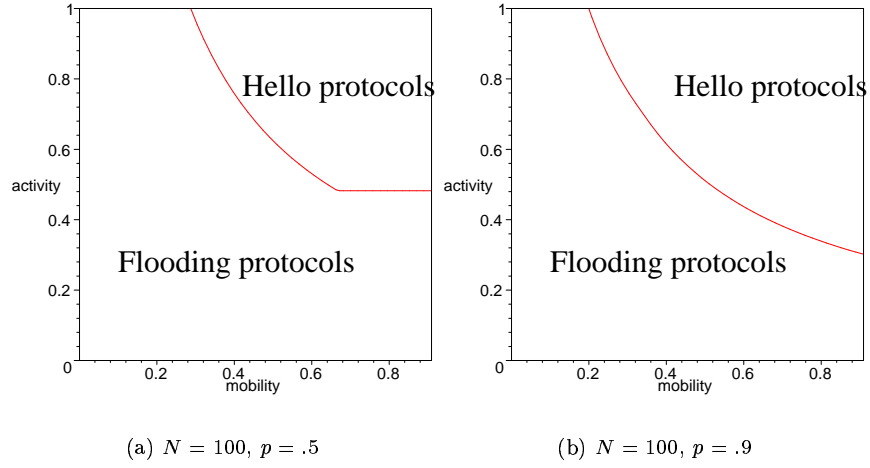 1
0.8
0.6
activity
0.4
0.2
0
0.2
0.4
0.6
0.8
mobility
Hello protocols
Flooding protocols
(a) N = 100, p = .5
1
0.8
0.6
activity
0.4
0.2
0
0.2
0.4
0.6
0.8
mobility
Hello protocols
Flooding protocols
(b) N = 100, p = .9